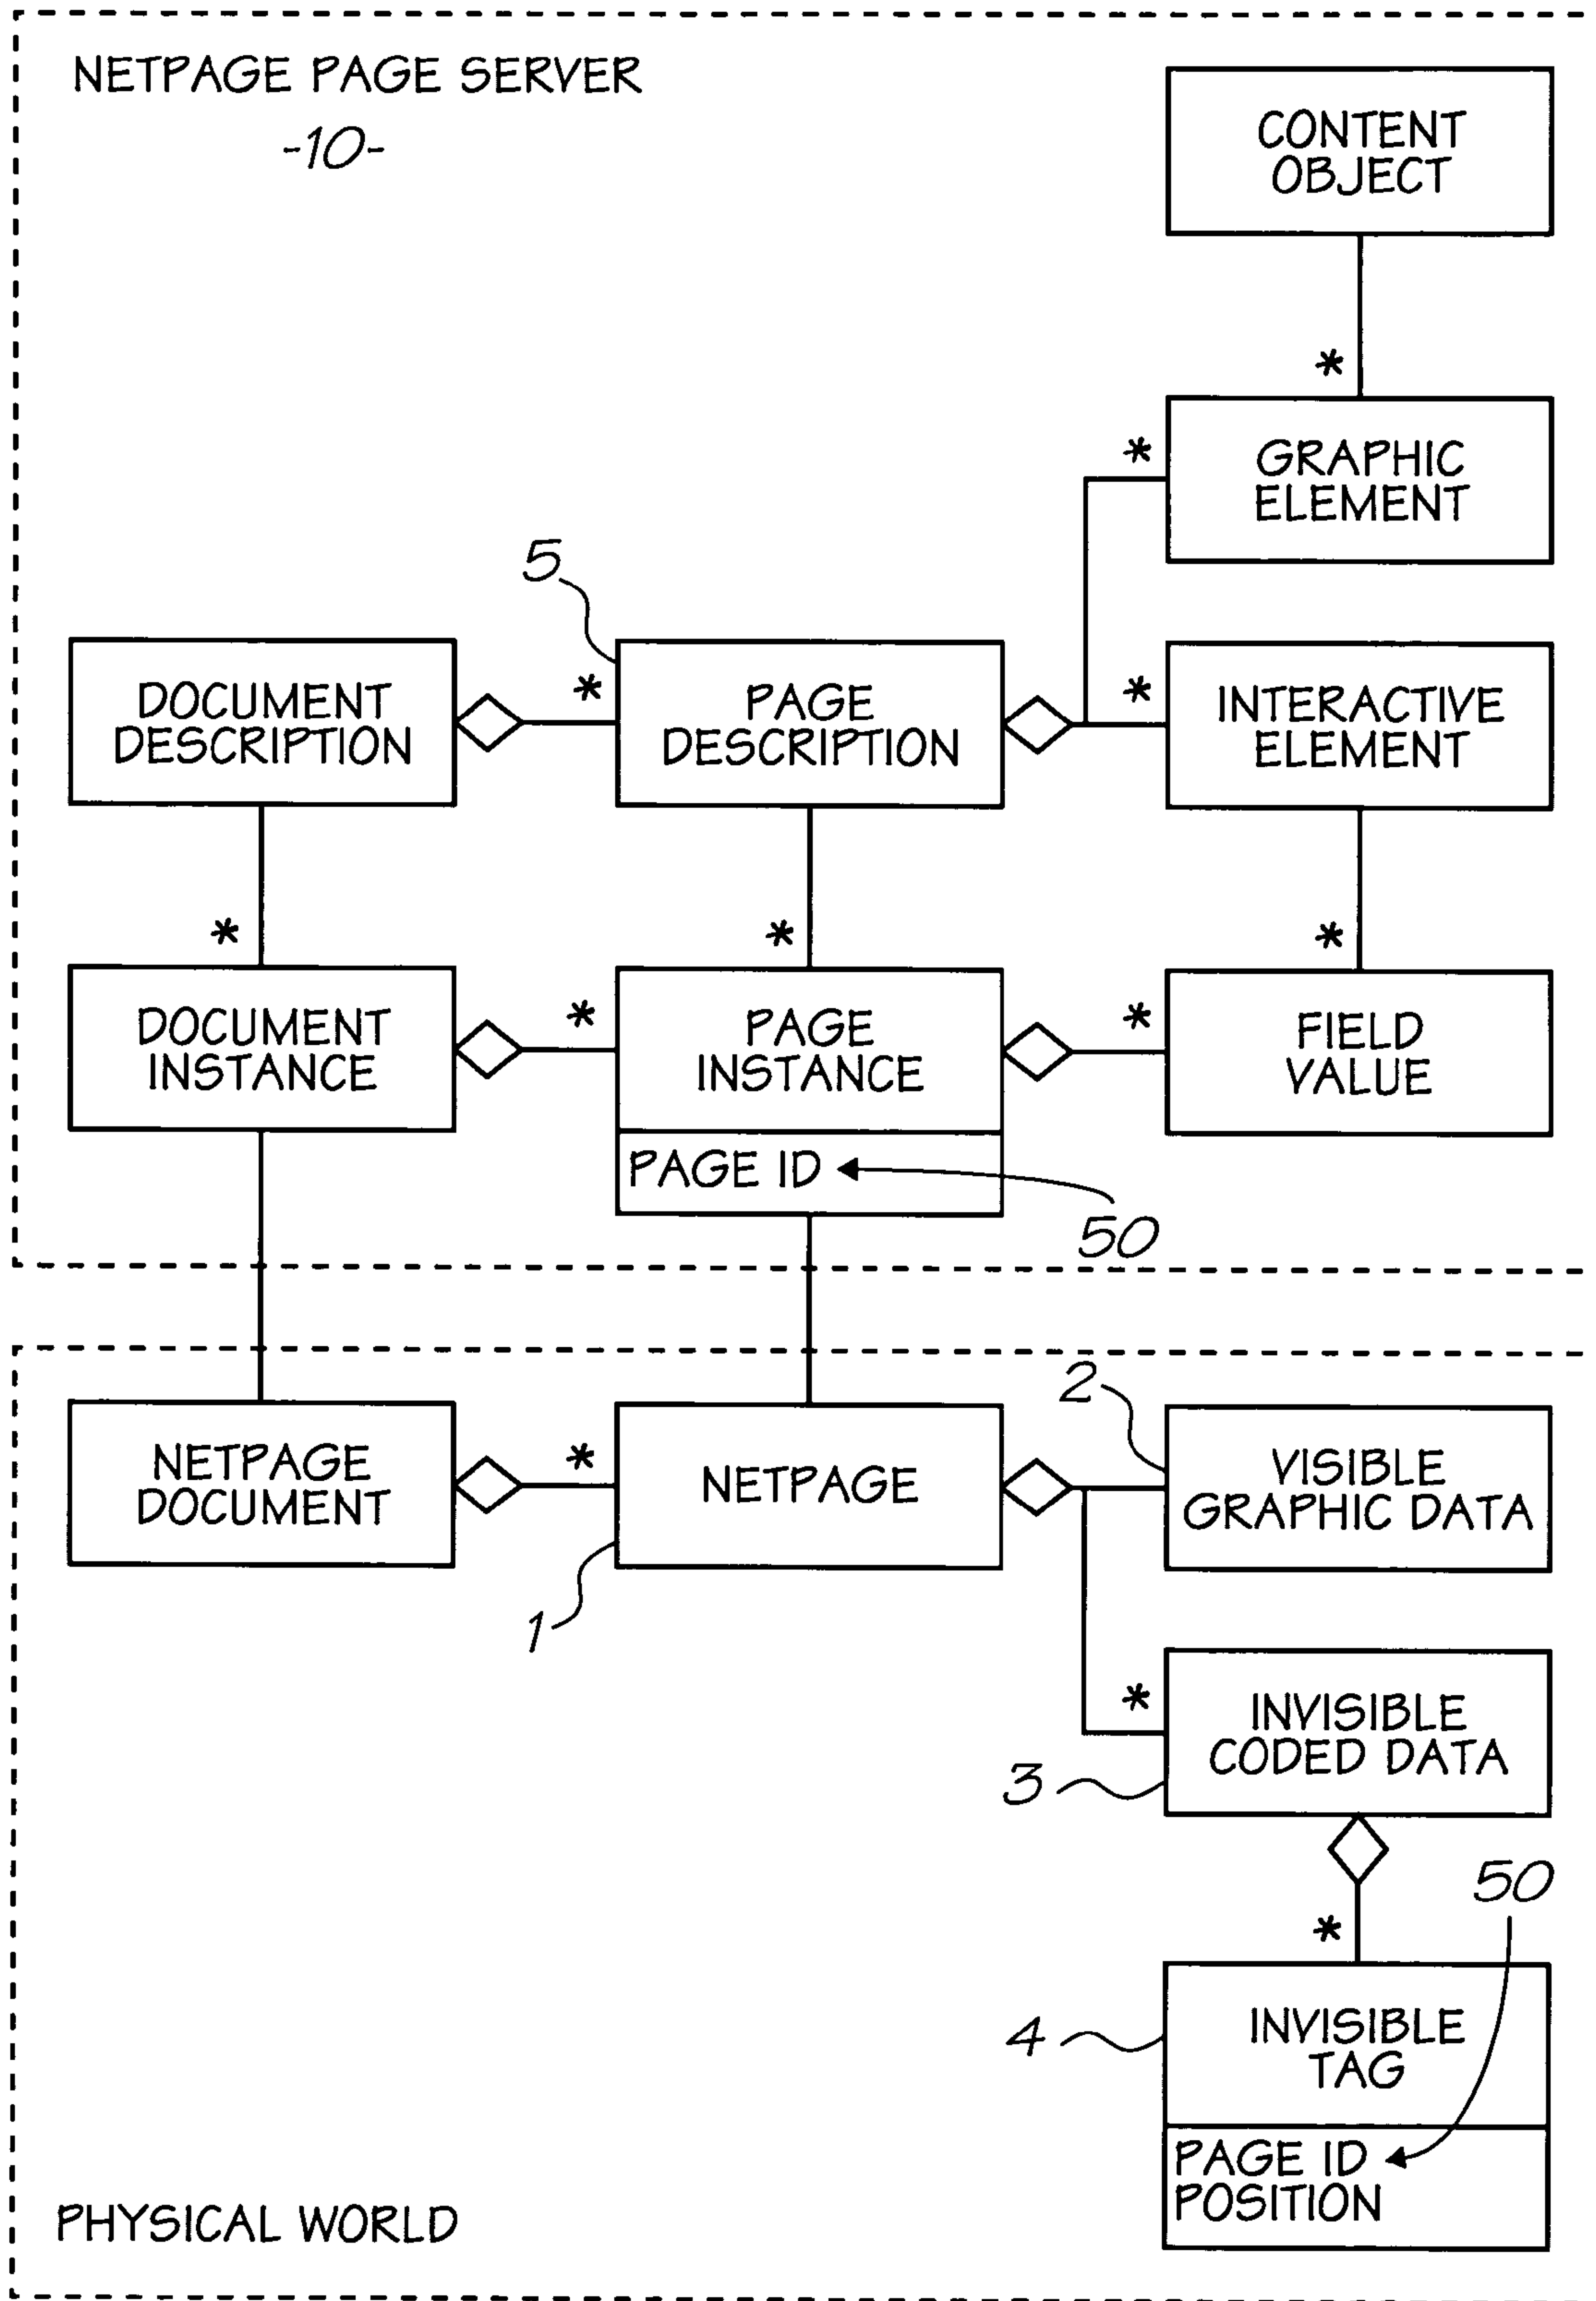 NETPAGE PAGE SERVER
-10-
CONTENT
OBJECT
*
*
GRAPHIC
ELEMENT
5
DOCUMENT
DESCRIPTION
*
PAGE
DESCRIPTION
*
INTERACTIVE
ELEMENT
*
*
*
DOCUMENT
INSTANCE
*
PAGE
INSTANCE
PAGE ID
50
*
FIELD
VALUE
NETPAGE
DOCUMENT
*
NETPAGE
1
2
VISIBLE
GRAPHIC DATA
*
INVISIBLE
CODED DATA
3
50
*
4
INVISIBLE
TAG
PAGE ID
POSITION
PHYSICAL WORLD